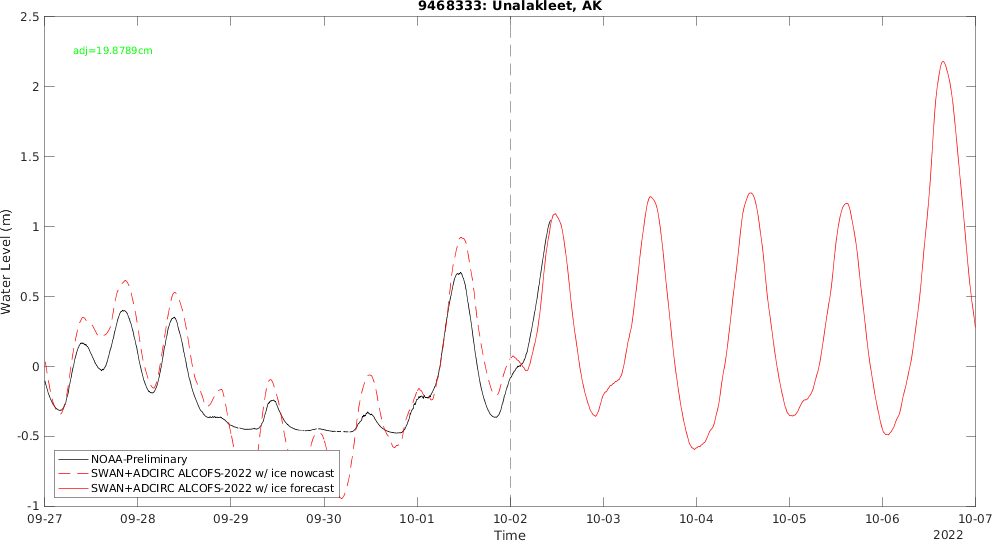 9468333: Unalakleet, AK
2.5
adj=19.8789cm
2
1.5
1
0.5
0
-0.5
-1
Water Level (m)
NOAA-Preliminary
SWAN+ADCIRC ALCOFS-2022 w/ ice nowcast
SWAN+ADCIRC ALCOFS-2022 w/ ice forecast
09-27 09-28 09-29 09-30 10-01 10-02 10-03 10-04 10-05 10-06 10-07
Time
2022